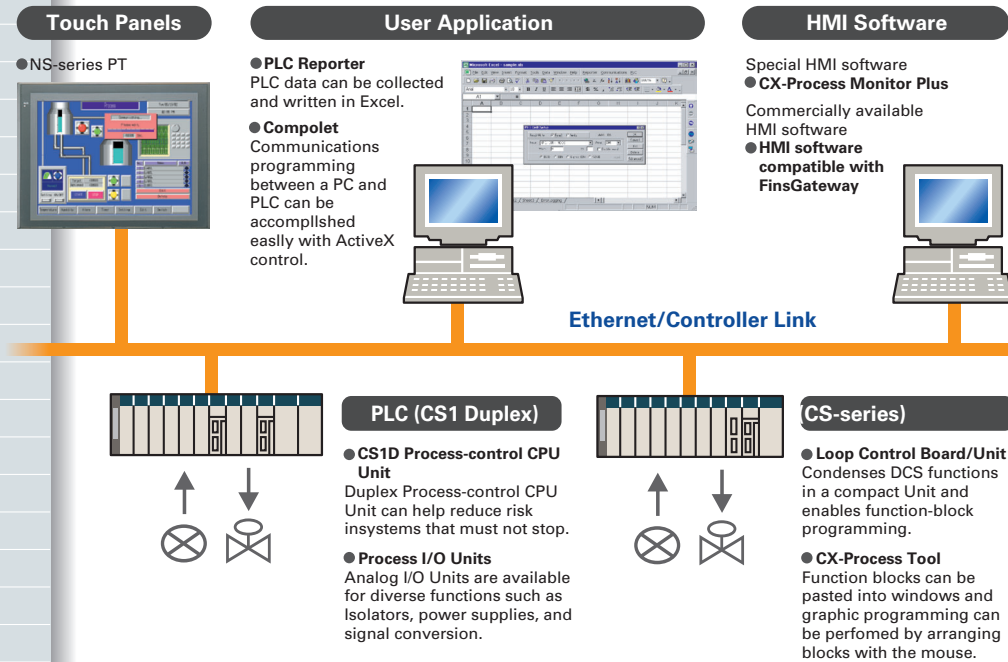 Touch Panels
●NS-series PT
User Application
●PLC Reporter
PLC data can be collected
and written in Excel.
●Compolet
Communications
programming
between a PC and
PLC can be
accompllshed
easlly with ActiveX
control.
HMI Software
Special HMI software
●CX-Process Monitor Plus
Commercially available
HMI software
●HMI software
compatible with
FinsGateway
Ethernet/Controller Link
PLC (CS1 Duplex)
●CS1D Process-control CPU
Unit
Duplex Process-control CPU
Unit can help reduce risk
insystems that must not stop.
●Process I/O Units
Analog I/O Units are available
for diverse functions such as
Isolators, power supplies, and
signal conversion.
(CS-series)
●Loop Control Board/Unit
Condenses DCS functions
in a compact Unit and
enables function-block
programming.
●CX-Process Tool
Function blocks can be
pasted into windows and
graphic programming can
be perfomed by arranging
blocks with the mouse.